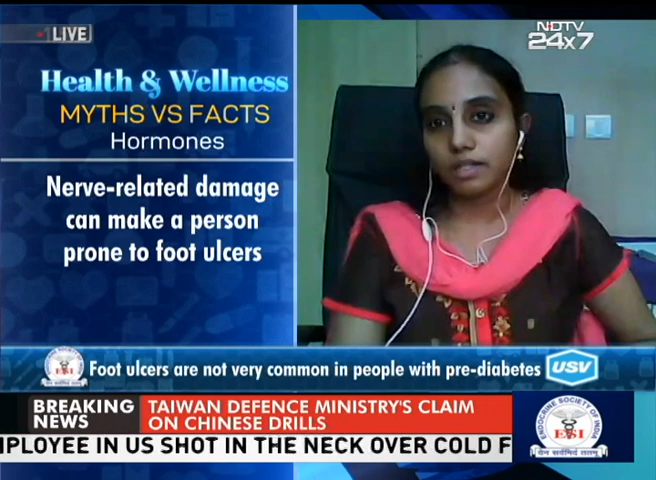 LIVE
NDTV
24x7
Health & Wellness
MYTHS VS FACTS
Hormones
Nerve-related damage
can make a person
prone to foot ulcers
ESI
Foot ulcers are not very common in people with pre-diabetes
USV
BREAKING
NEWS
TAIWAN DEFENCE MINISTRY'S CLAIM
ON CHINESE DRILLS
MPLOYEE IN US SHOT IN THE NECK OVER COLD F
ENDOCRINE SOCIETY OF INDIA
ESI